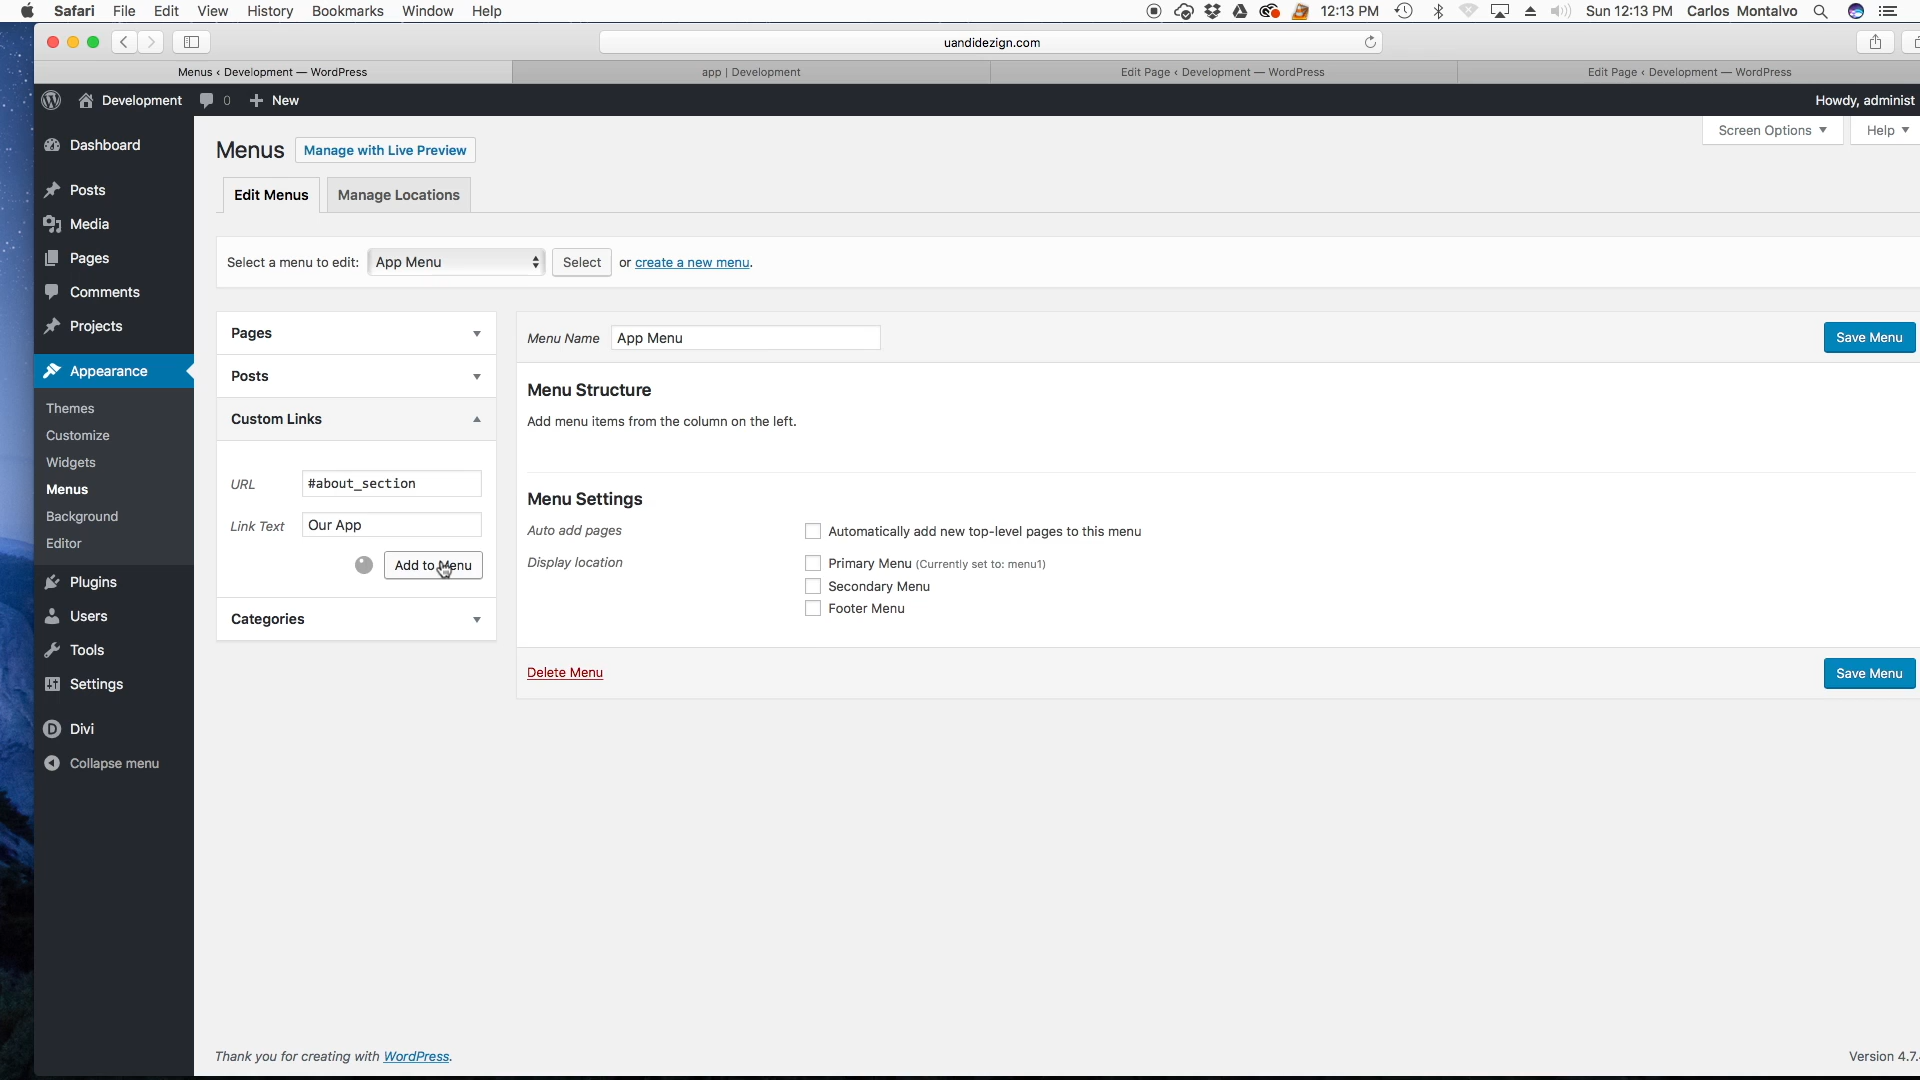 Safari File Edit View History Bookmarks Window Help 12:13 PM Sun 12:13 PM Carlos Montalvo
uandidezign.com
Menus ‹ Development — WordPress
app | Development
Edit Page ‹ Development — WordPress
Edit Page ‹ Development — WordPress
Development 0 New
Howdy, administ
Dashboard
Posts
Media
Pages
Comments
Projects
Appearance
Themes
Customize
Widgets
Menus
Background
Editor
Plugins
Users
Tools
Settings
Divi
Collapse menu
Screen Options
Help
Menus Manage with Live Preview
Edit Menus
Manage Locations
Select a menu to edit: App Menu Select or create a new menu.
Pages
Posts
Custom Links
URL #about_section
Link Text Our App
Add to Menu
Categories
Menu Name App Menu
Save Menu
Menu Structure
Add menu items from the column on the left.
Menu Settings
Auto add pages Automatically add new top-level pages to this menu
Display location Primary Menu (Currently set to: menu1)
Secondary Menu
Footer Menu
Delete Menu
Save Menu
Thank you for creating with WordPress.
Version 4.7.